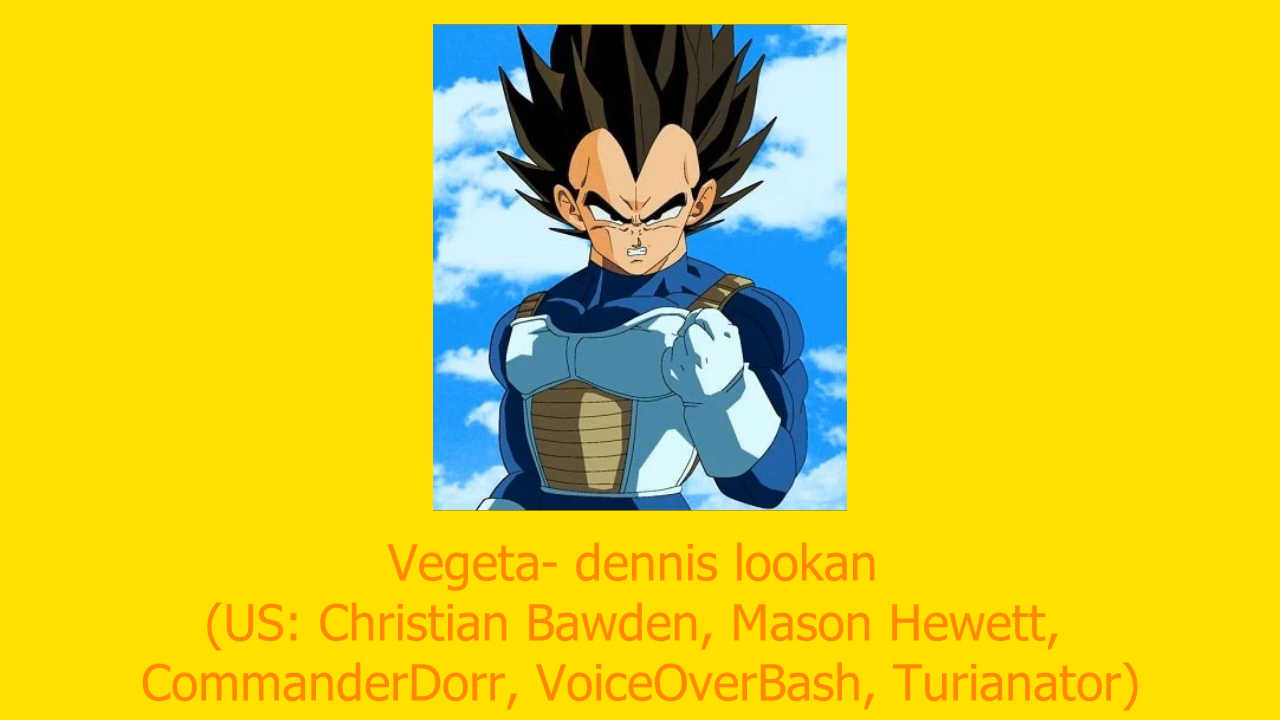 Vegeta- dennis lookan
(US: Christian Bawden, Mason Hewett,
CommanderDorr, VoiceOverBash, Turianator)